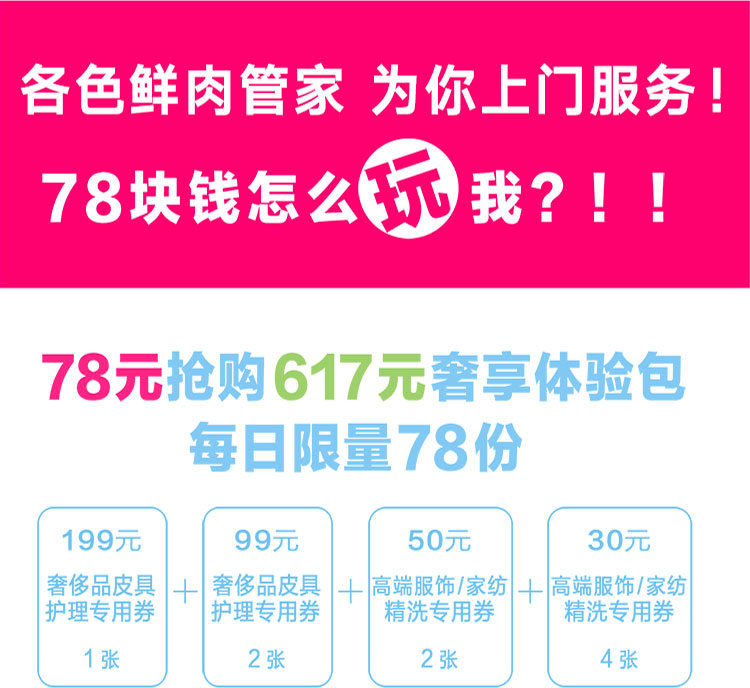 各色鲜肉管家 为你上门服务!
78块钱怎么玩我?!!
78元抢购617元奢享体验包
每日限量78份
199元
奢侈品皮具
护理专用券
1张
+
99元
奢侈品皮具
护理专用券
2张
+
50元
高端服饰/家纺
精洗专用券
2张
+
30元
高端服饰/家纺
精洗专用券
4张